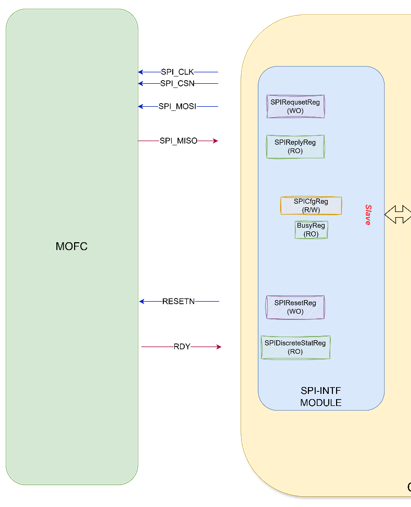 SPI_CLK
SPI_CSN
SPI_MOSI
SPI_MISO
MOFC
RESETN
RDY
SPIRequsetReg
(WO)
SPIReplyReg
(RO)
SPICfgReg
(R/W)
BusyReg
(RO)
Slave
SPIResetReg
(WO)
SPIDiscreteStatReg
(RO)
SPI-INTF
MODULE